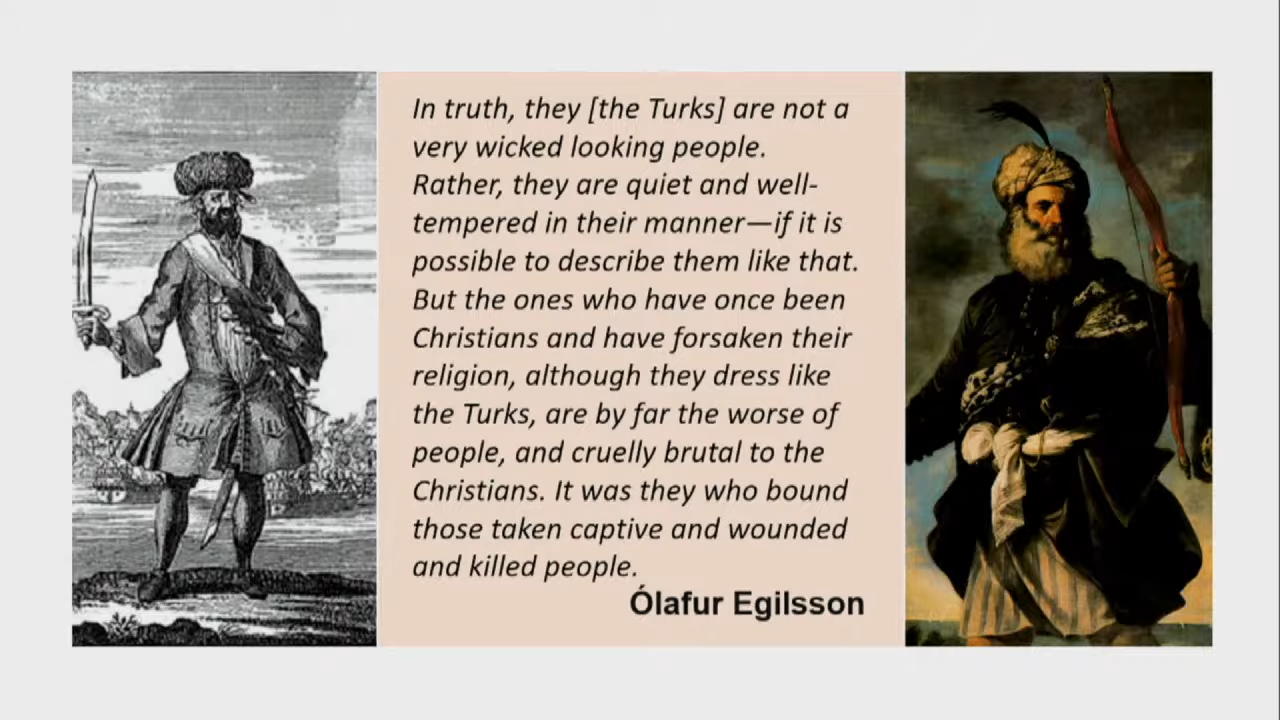 In truth, they [the Turks] are not a
very wicked looking people.
Rather, they are quiet and well-
tempered in their manner—if it is
possible to describe them like that.
But the ones who have once been
Christians and have forsaken their
religion, although they dress like
the Turks, are by far the worse of
people, and cruelly brutal to the
Christians. It was they who bound
those taken captive and wounded
and killed people.
Ólafur Egilsson